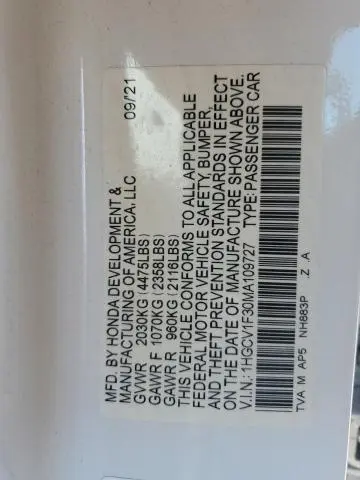 MFD. BY HONDA DEVELOPMENT &
MANUFACTURING OF AMERICA, LLC 09/21
GVWR 2030KG (4475LBS)
GAWR F 1070KG (2358LBS)
GAWR R 960KG (2116LBS)
THIS VEHICLE CONFORMS TO ALL APPLICABLE
FEDERAL MOTOR VEHICLE SAFETY, BUMPER,
AND THEFT PREVENTION STANDARDS IN EFFECT
ON THE DATE OF MANUFACTURE SHOWN ABOVE.
V.I.N.: 1HGCV1F30MA109727 TYPE: PASSENGER CAR
TVA M AP5 NH883P .Z .A